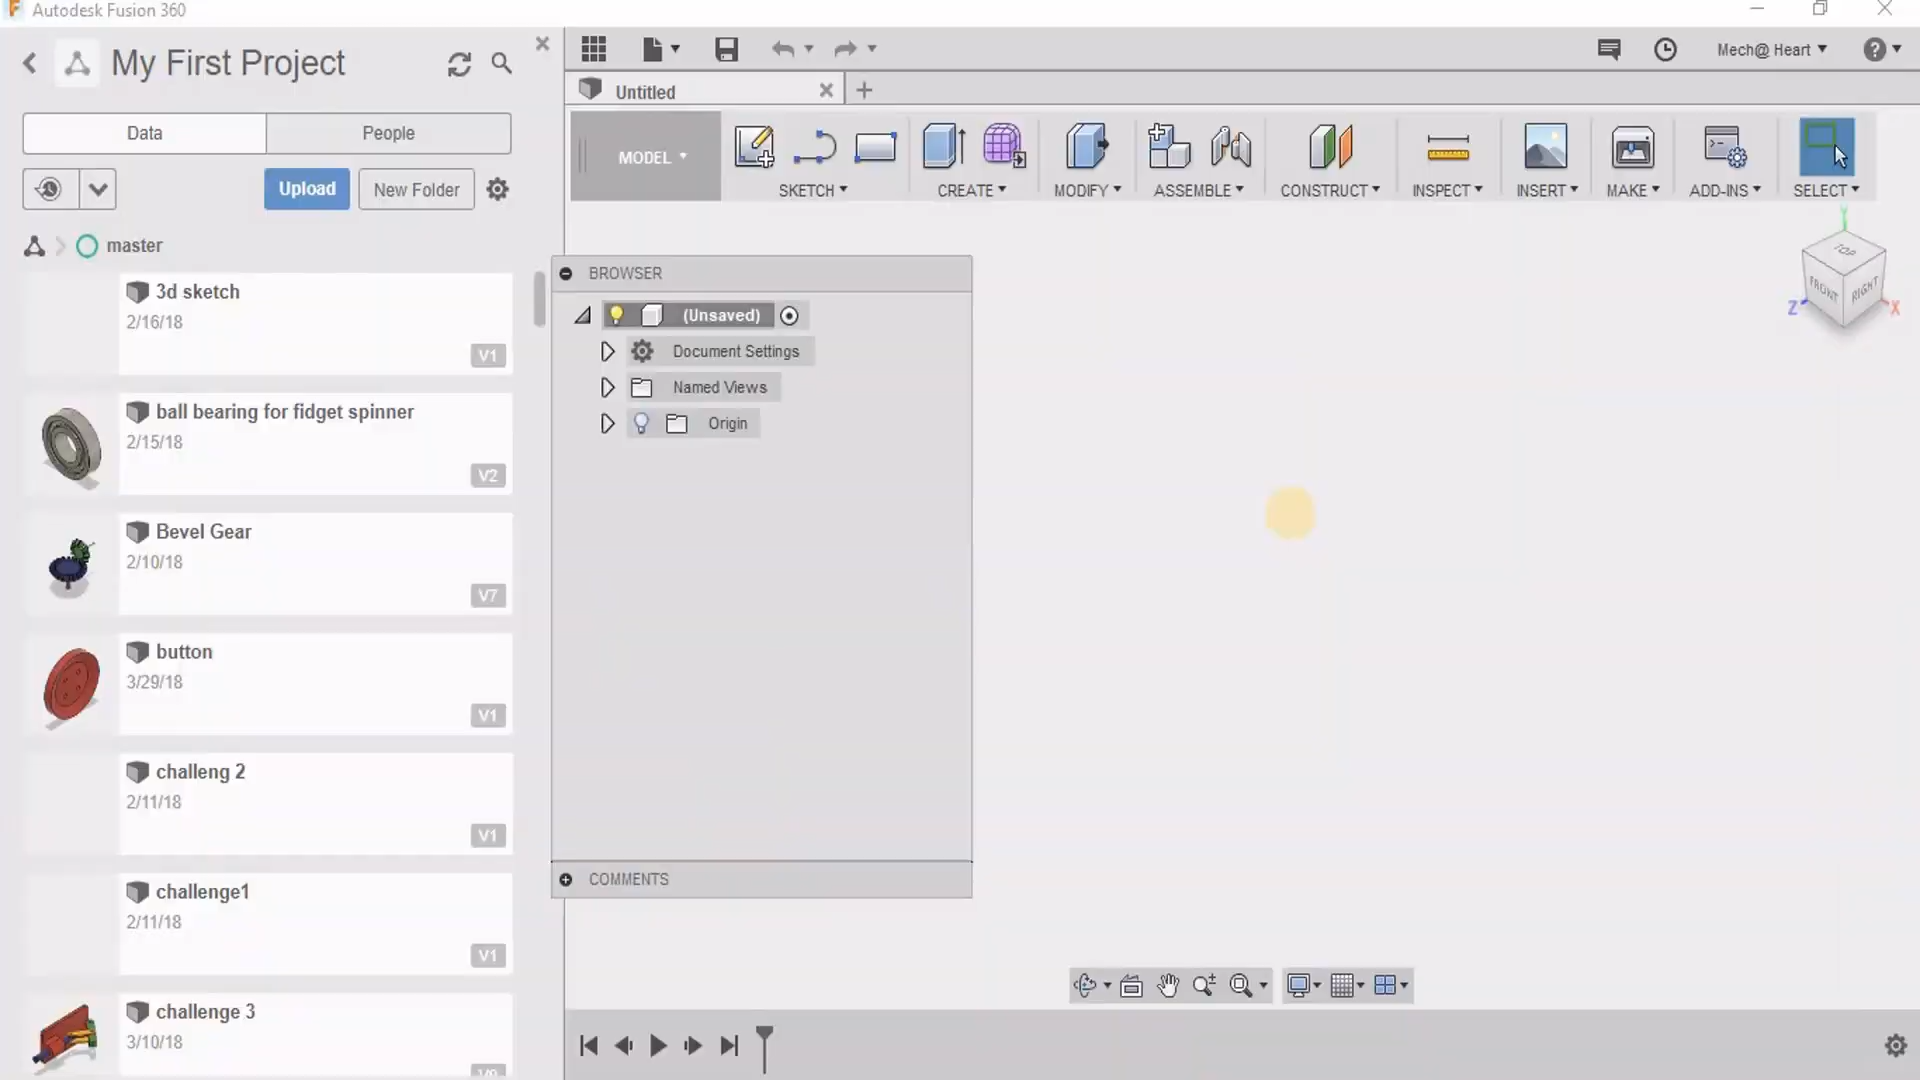 Autodesk Fusion 360
My First Project
Mech@ Heart
Untitled
Data People
MODEL
SKETCH CREATE MODIFY ASSEMBLE CONSTRUCT INSPECT INSERT MAKE ADD-INS SELECT
Upload New Folder
master
TOP
FRONT RIGHT
Y
Z X
BROWSER
(Unsaved)
Document Settings
Named Views
Origin
3d sketch
2/16/18
V1
ball bearing for fidget spinner
2/15/18
V2
Bevel Gear
2/10/18
V7
button
3/29/18
V1
challeng 2
2/11/18
V1
COMMENTS
challenge1
2/11/18
V1
challenge 3
3/10/18